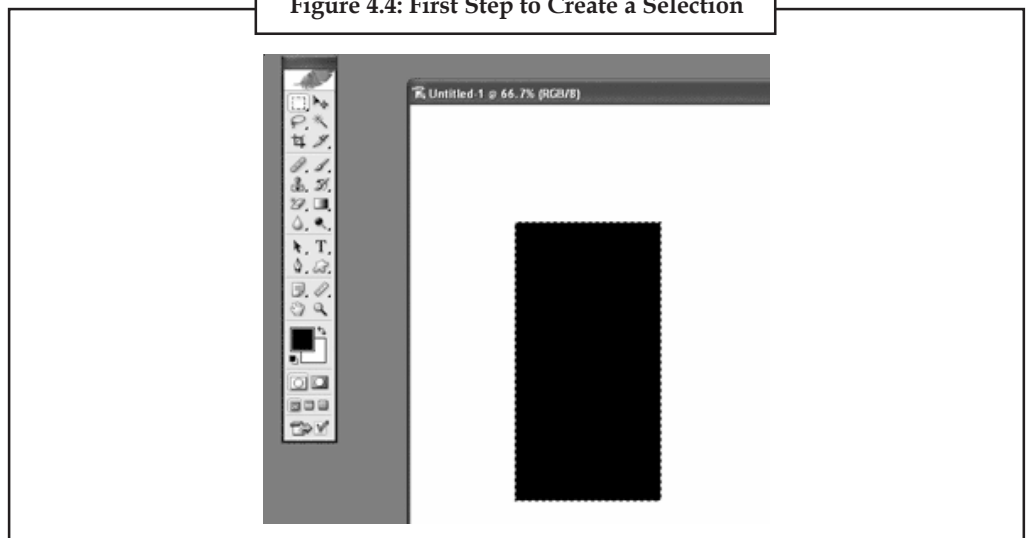 Figure 4.4: First Step to Create a Selection
Untitled-1 @ 66.7% (RGB/8)
T